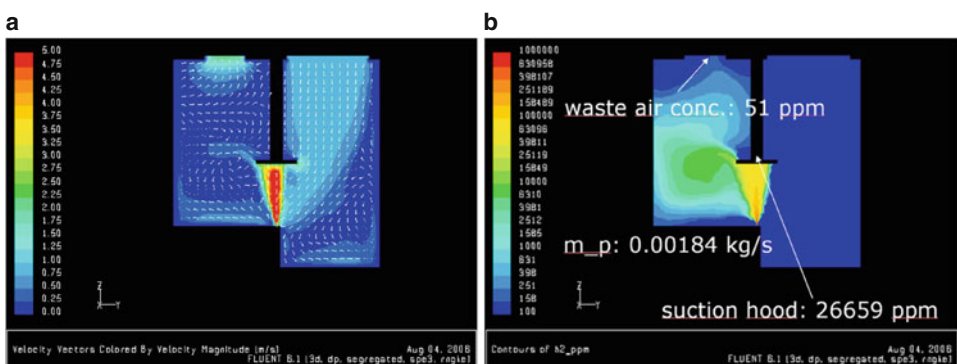 a
5.00
4.75
4.50
4.25
4.00
3.75
3.50
3.25
3.00
2.75
2.50
2.25
2.00
1.75
1.50
1.25
1.00
0.75
0.50
0.25
0.00
Z
X Y
Velocity Vectors Colored By Velocity Magnitude (m/s)
Aug 04, 2006
FLUENT 6.1 (3d, dp, segregated, spe3, rngke)
b
1000000
630958
398107
251189
158489
100000
63096
39811
25119
15849
10000
6310
3981
2512
1585
1000
631
398
251
158
100
waste air conc.: 51 ppm
m_p: 0.00184 kg/s
suction hood: 26659 ppm
Z
X Y
Contours of h2_ppm
Aug 04, 2006
FLUENT 6.1 (3d, dp, segregated, spe3, rngke)